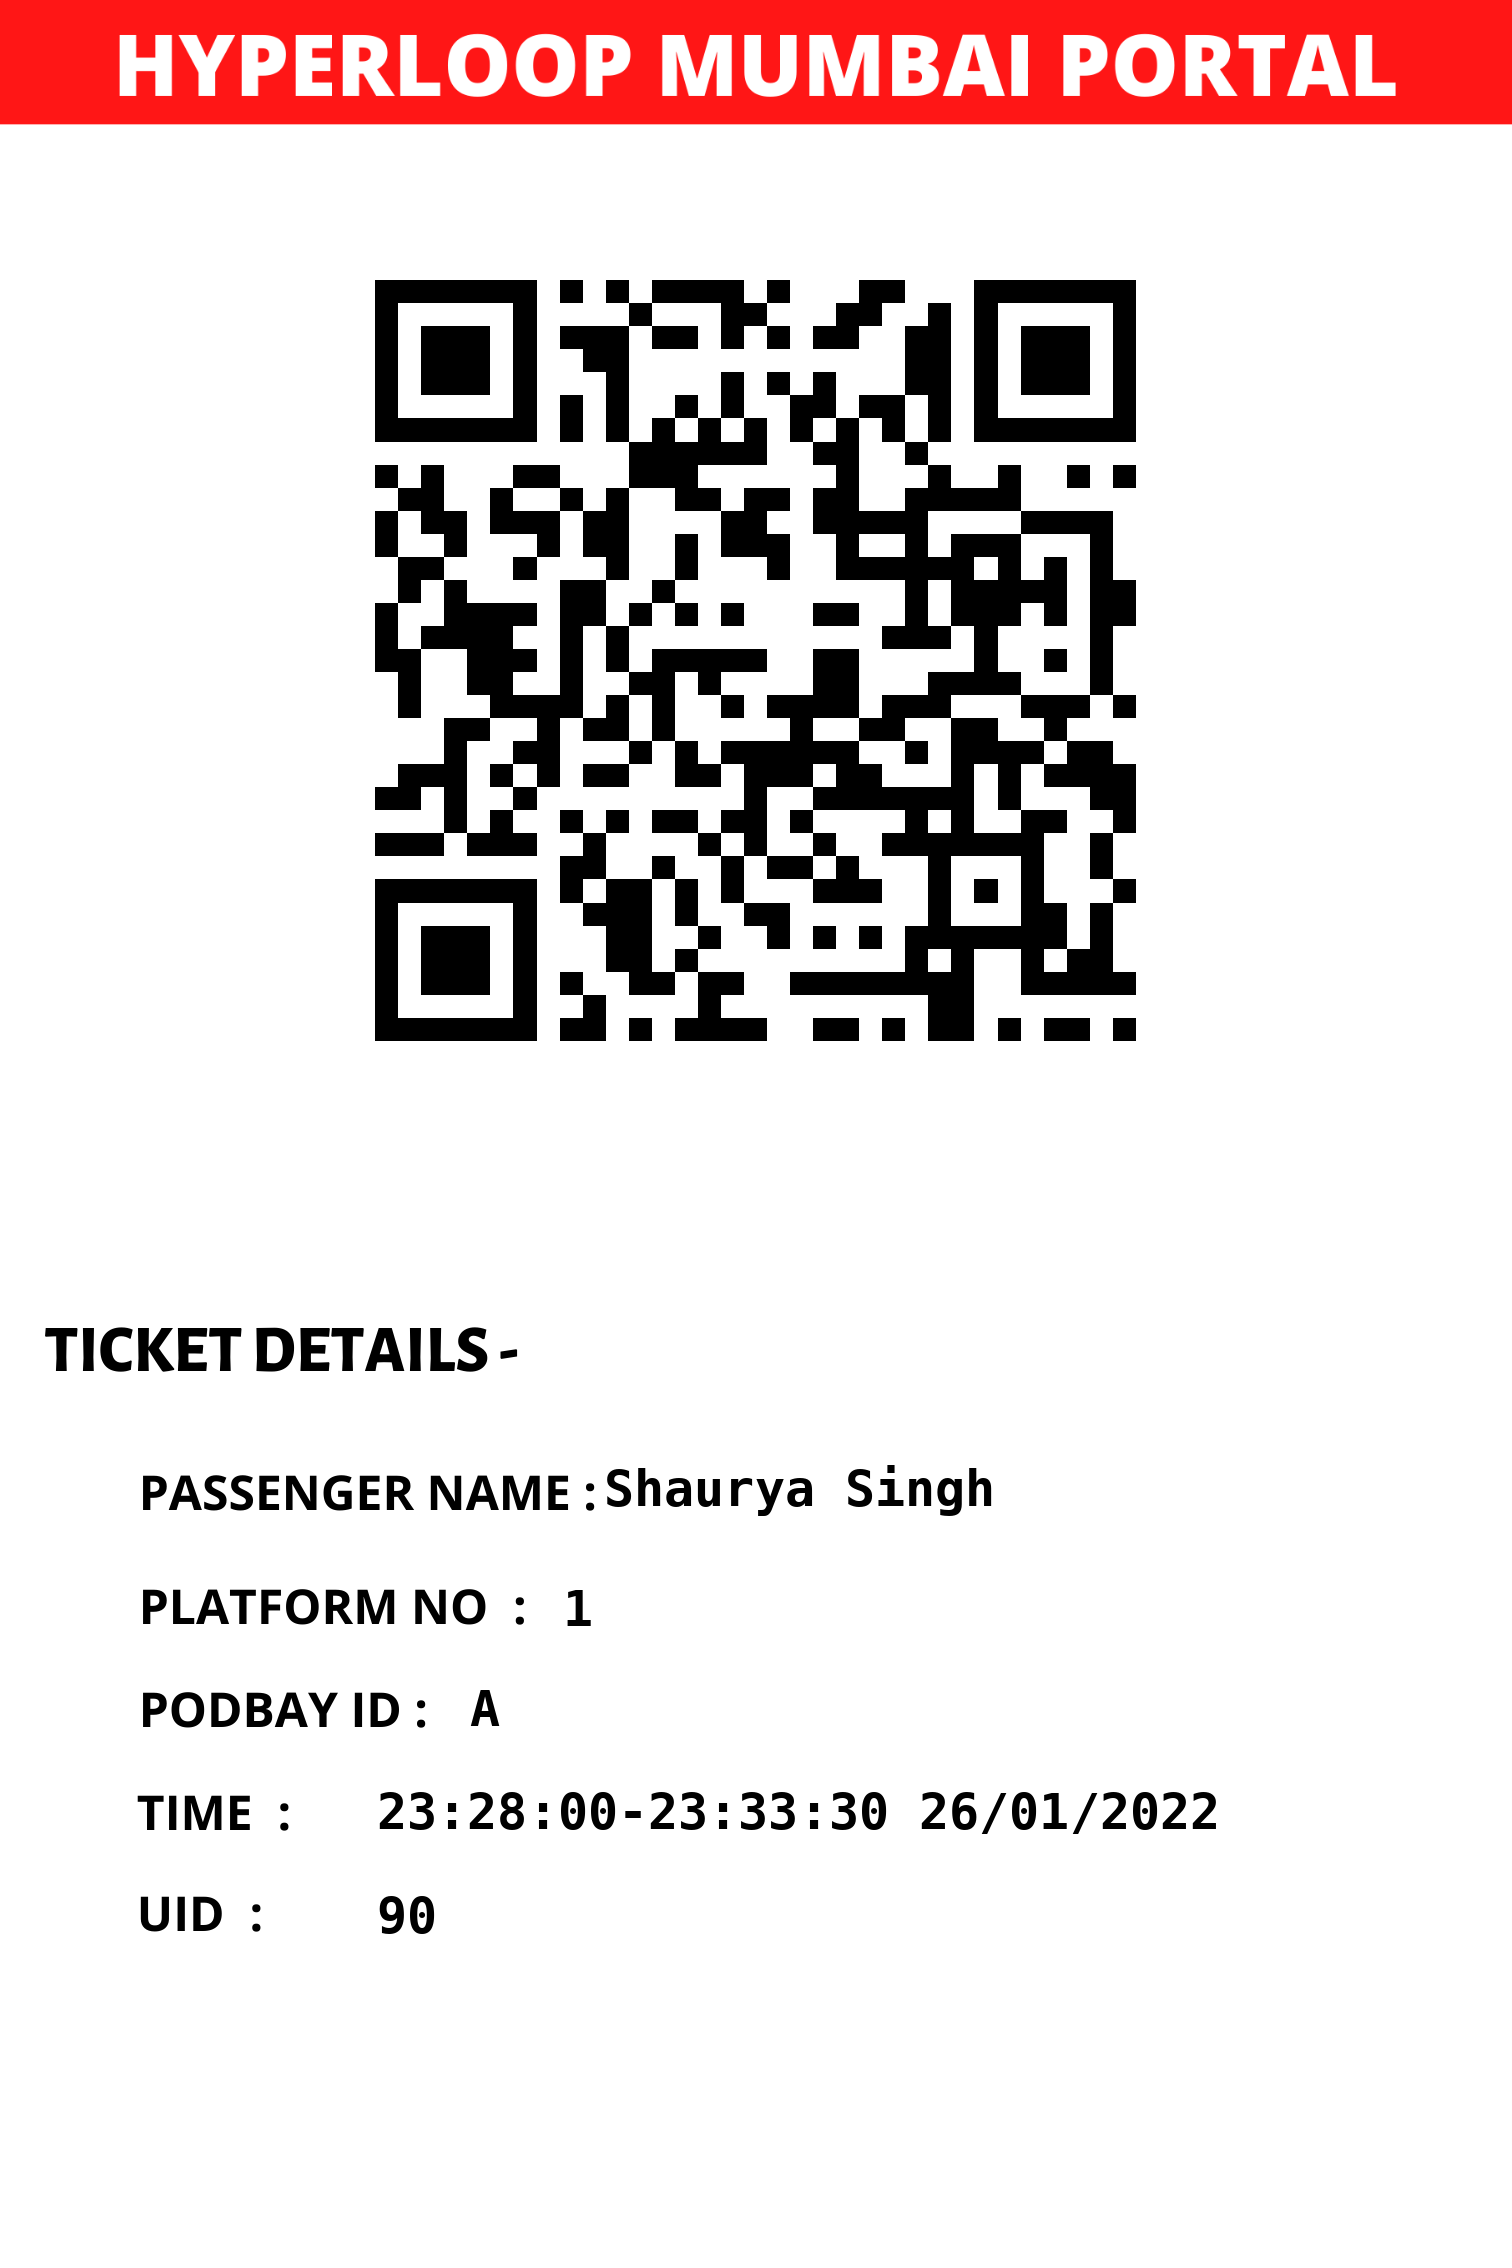 HYPERLOOP MUMBAI PORTAL
TICKET DETAILS -
PASSENGER NAME : Shaurya Singh
PLATFORM NO : 1
PODBAY ID : A
TIME : 23:28:00-23:33:30 26/01/2022
UID : 90